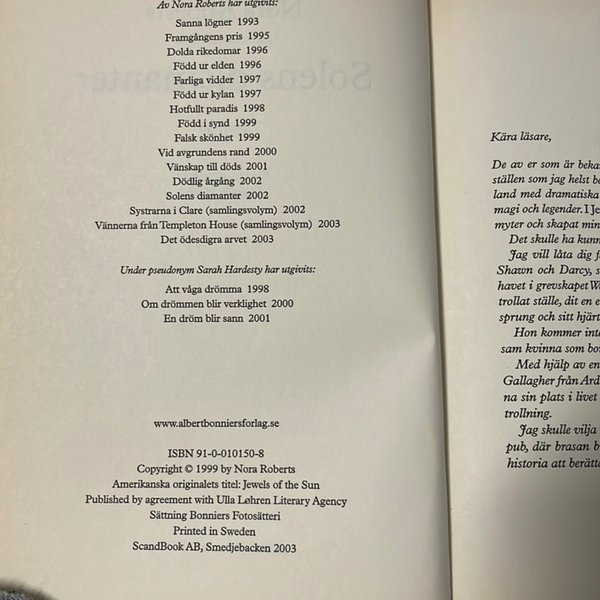 Av Nora Roberts har utgivits:
Sanna lögner 1993
Framgångens pris 1995
Dolda rikedomar 1996
Född ur elden 1996
Farliga vidder 1997
Född ur kylan 1997
Hotfullt paradis 1998
Född i synd 1999
Falsk skönhet 1999
Vid avgrundens rand 2000
Vänskap till döds 2001
Dödlig årgång 2002
Solens diamanter 2002
Systrarna i Clare (samlingsvolym) 2002
Vännerna från Templeton House (samlingsvolym) 2003
Det ödesdigra arvet 2003
Under pseudonym Sarah Hardesty har utgivits:
Att våga drömma 1998
Om drömmen blir verklighet 2000
En dröm blir sann 2001
www.albertbonniersforlag.se
ISBN 91-0-010150-8
Copyright © 1999 by Nora Roberts
Amerikanska originalets titel: Jewels of the Sun
Published by agreement with Ulla Løhren Literary Agency
Sättning Bonniers Fotosätteri
Printed in Sweden
ScandBook AB, Smedjebacken 2003
Kära läsare,
De av er som är beka
ställen som jag helst be
land med dramatiska
magi och legender. I Je
myter och skapat min
Det skulle ha kunn
Jag vill låta dig f
Shawn och Darcy, s
havet i grevskapet W
trollat ställe, dit en e
sprung och sitt hjärt
Hon kommer inte
sam kvinna som bor
Med hjälp av en
Gallagher från Ard
na sin plats i livet
trollning.
Jag skulle vilja
pub, där brasan b
historia att berätt